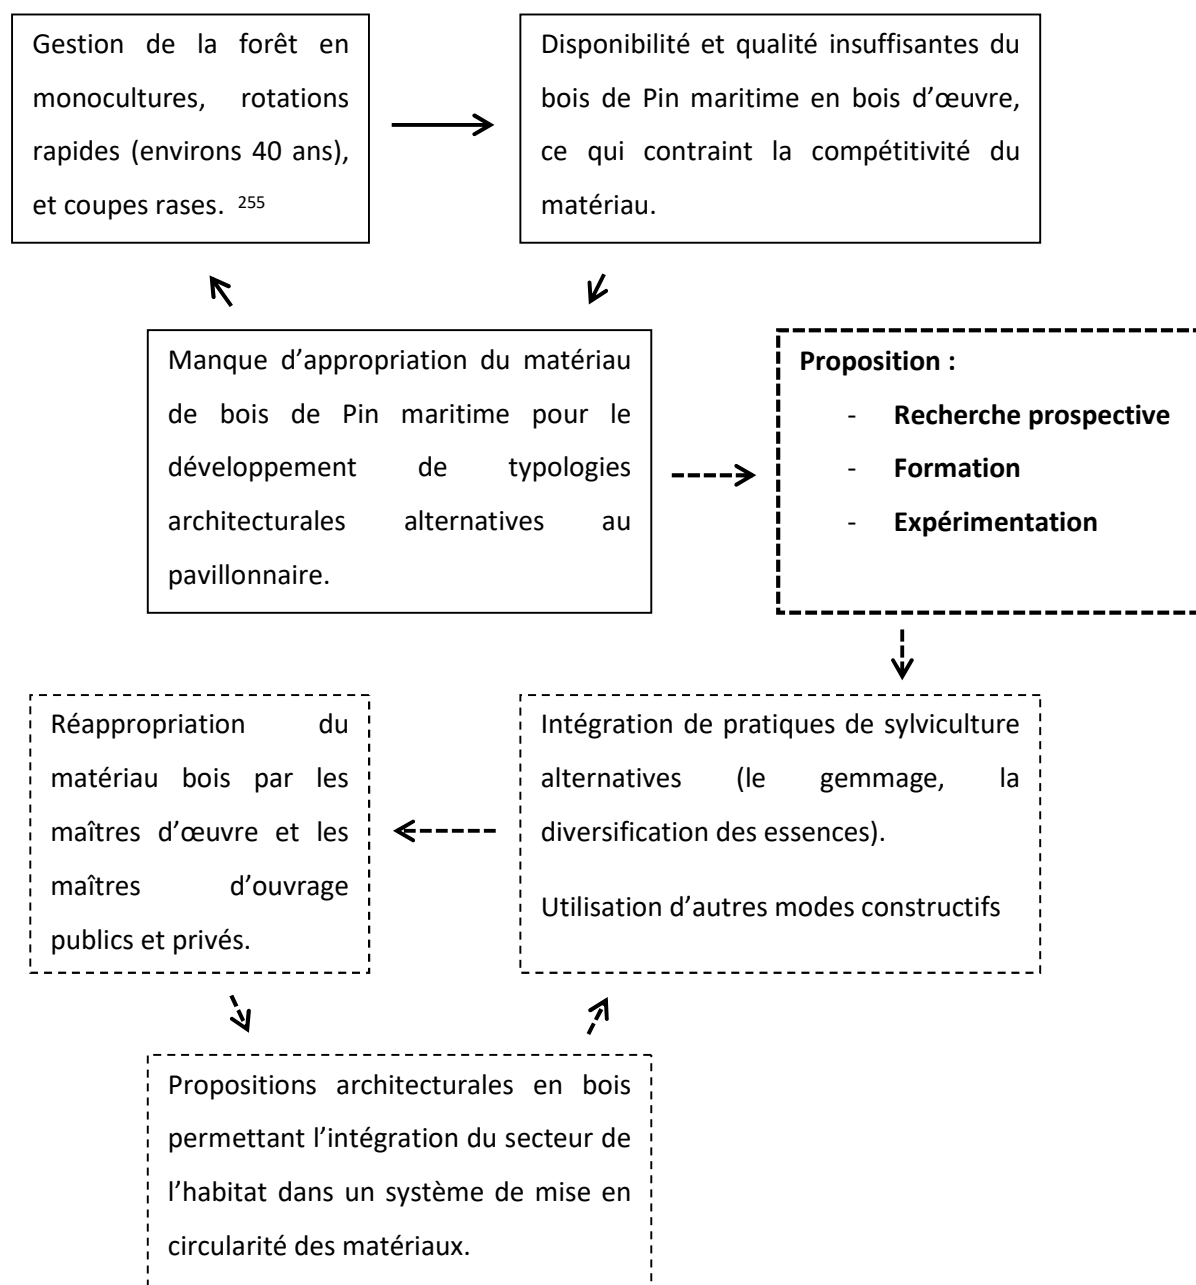 Gestion de la forêt en
monocultures, rotations
rapides (environs 40 ans),
et coupes rases. 255
Disponibilité et qualité insuffisantes du
bois de Pin maritime en bois d’œuvre,
ce qui contraint la compétitivité du
matériau.
Manque d’appropriation du matériau
de bois de Pin maritime pour le
développement de typologies
architecturales alternatives au
pavillonnaire.
Proposition :
- Recherche prospective
- Formation
- Expérimentation
Réappropriation du
matériau bois par les
maîtres d’œuvre et les
maîtres d’ouvrage
publics et privés.
Intégration de pratiques de sylviculture
alternatives (le gemmage, la
diversification des essences).
Utilisation d’autres modes constructifs
Propositions architecturales en bois
permettant l’intégration du secteur de
l’habitat dans un système de mise en
circularité des matériaux.